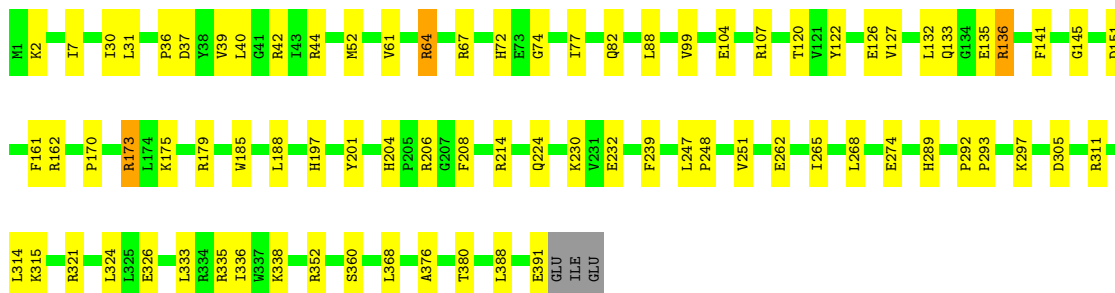 M1 K2 I7 I30 L31 P36 D37 Y38 V39 L40 G41 R42 I43 R44 M52 V61 R64 R67 H72 E73 G74 I77 Q82 L88 V99 E104 R107 T120 V121 Y122 E126 V127 L132 Q133 G134 E135 R136 F141 G145
F161 R162 P170 R173 L174 K175 R179 W185 L188 H197 Y201 H204 P205 R206 G207 F208 R214 Q224 K230 V231 E232 F239 L247 P248 V251 E262 I265 L268 E274 H289 P292 P293 K297 D305 R311
L314 K315 R321 L324 L325 E326 L333 R334 R335 I336 W337 K338 R352 S360 L368 A376 T380 L388 E391 GLU ILE GLU